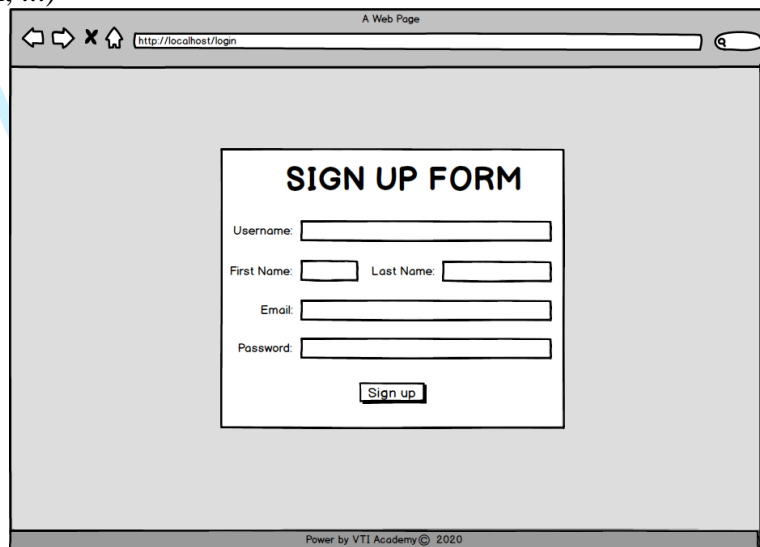 A Web Page
http://localhost/login
SIGN UP FORM
Username:
First Name: Last Name:
Email:
Password:
Sign up
Power by VTI Academy© 2020